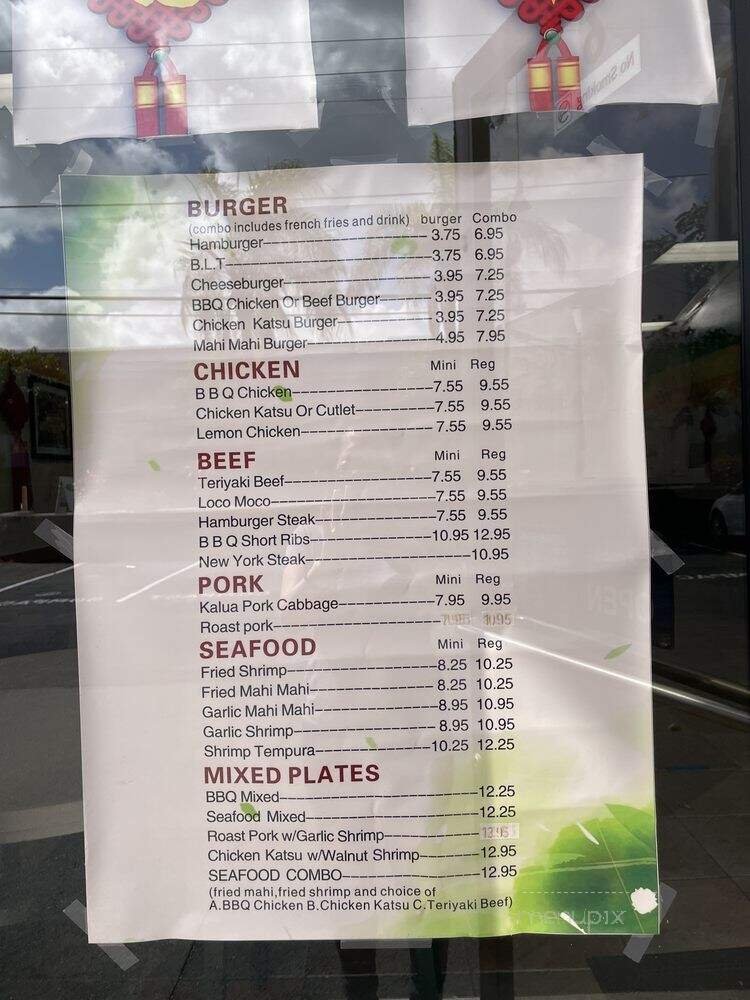 No Smoking
BURGER
(combo includes french fries and drink) burger Combo
Hamburger 3.75 6.95
B.L.T 3.75 6.95
Cheeseburger 3.95 7.25
BBQ Chicken Or Beef Burger 3.95 7.25
Chicken Katsu Burger 3.95 7.25
Mahi Mahi Burger 4.95 7.95
CHICKEN Mini Reg
B B Q Chicken 7.55 9.55
Chicken Katsu Or Cutlet 7.55 9.55
Lemon Chicken 7.55 9.55
BEEF Mini Reg
Teriyaki Beef 7.55 9.55
Loco Moco 7.55 9.55
Hamburger Steak 7.55 9.55
B B Q Short Ribs 10.95 12.95
New York Steak 10.95
PORK Mini Reg
Kalua Pork Cabbage 7.95 9.95
Roast pork 10.95
SEAFOOD Mini Reg
Fried Shrimp 8.25 10.25
Fried Mahi Mahi 8.25 10.25
Garlic Mahi Mahi 8.95 10.95
Garlic Shrimp 8.95 10.95
Shrimp Tempura 10.25 12.25
MIXED PLATES
BBQ Mixed 12.25
Seafood Mixed 12.25
Roast Pork w/Garlic Shrimp 13.95
Chicken Katsu w/Walnut Shrimp 12.95
SEAFOOD COMBO 12.95
(fried mahi,fried shrimp and choice of
A.BBQ Chicken B.Chicken Katsu C.Teriyaki Beef)
menupix